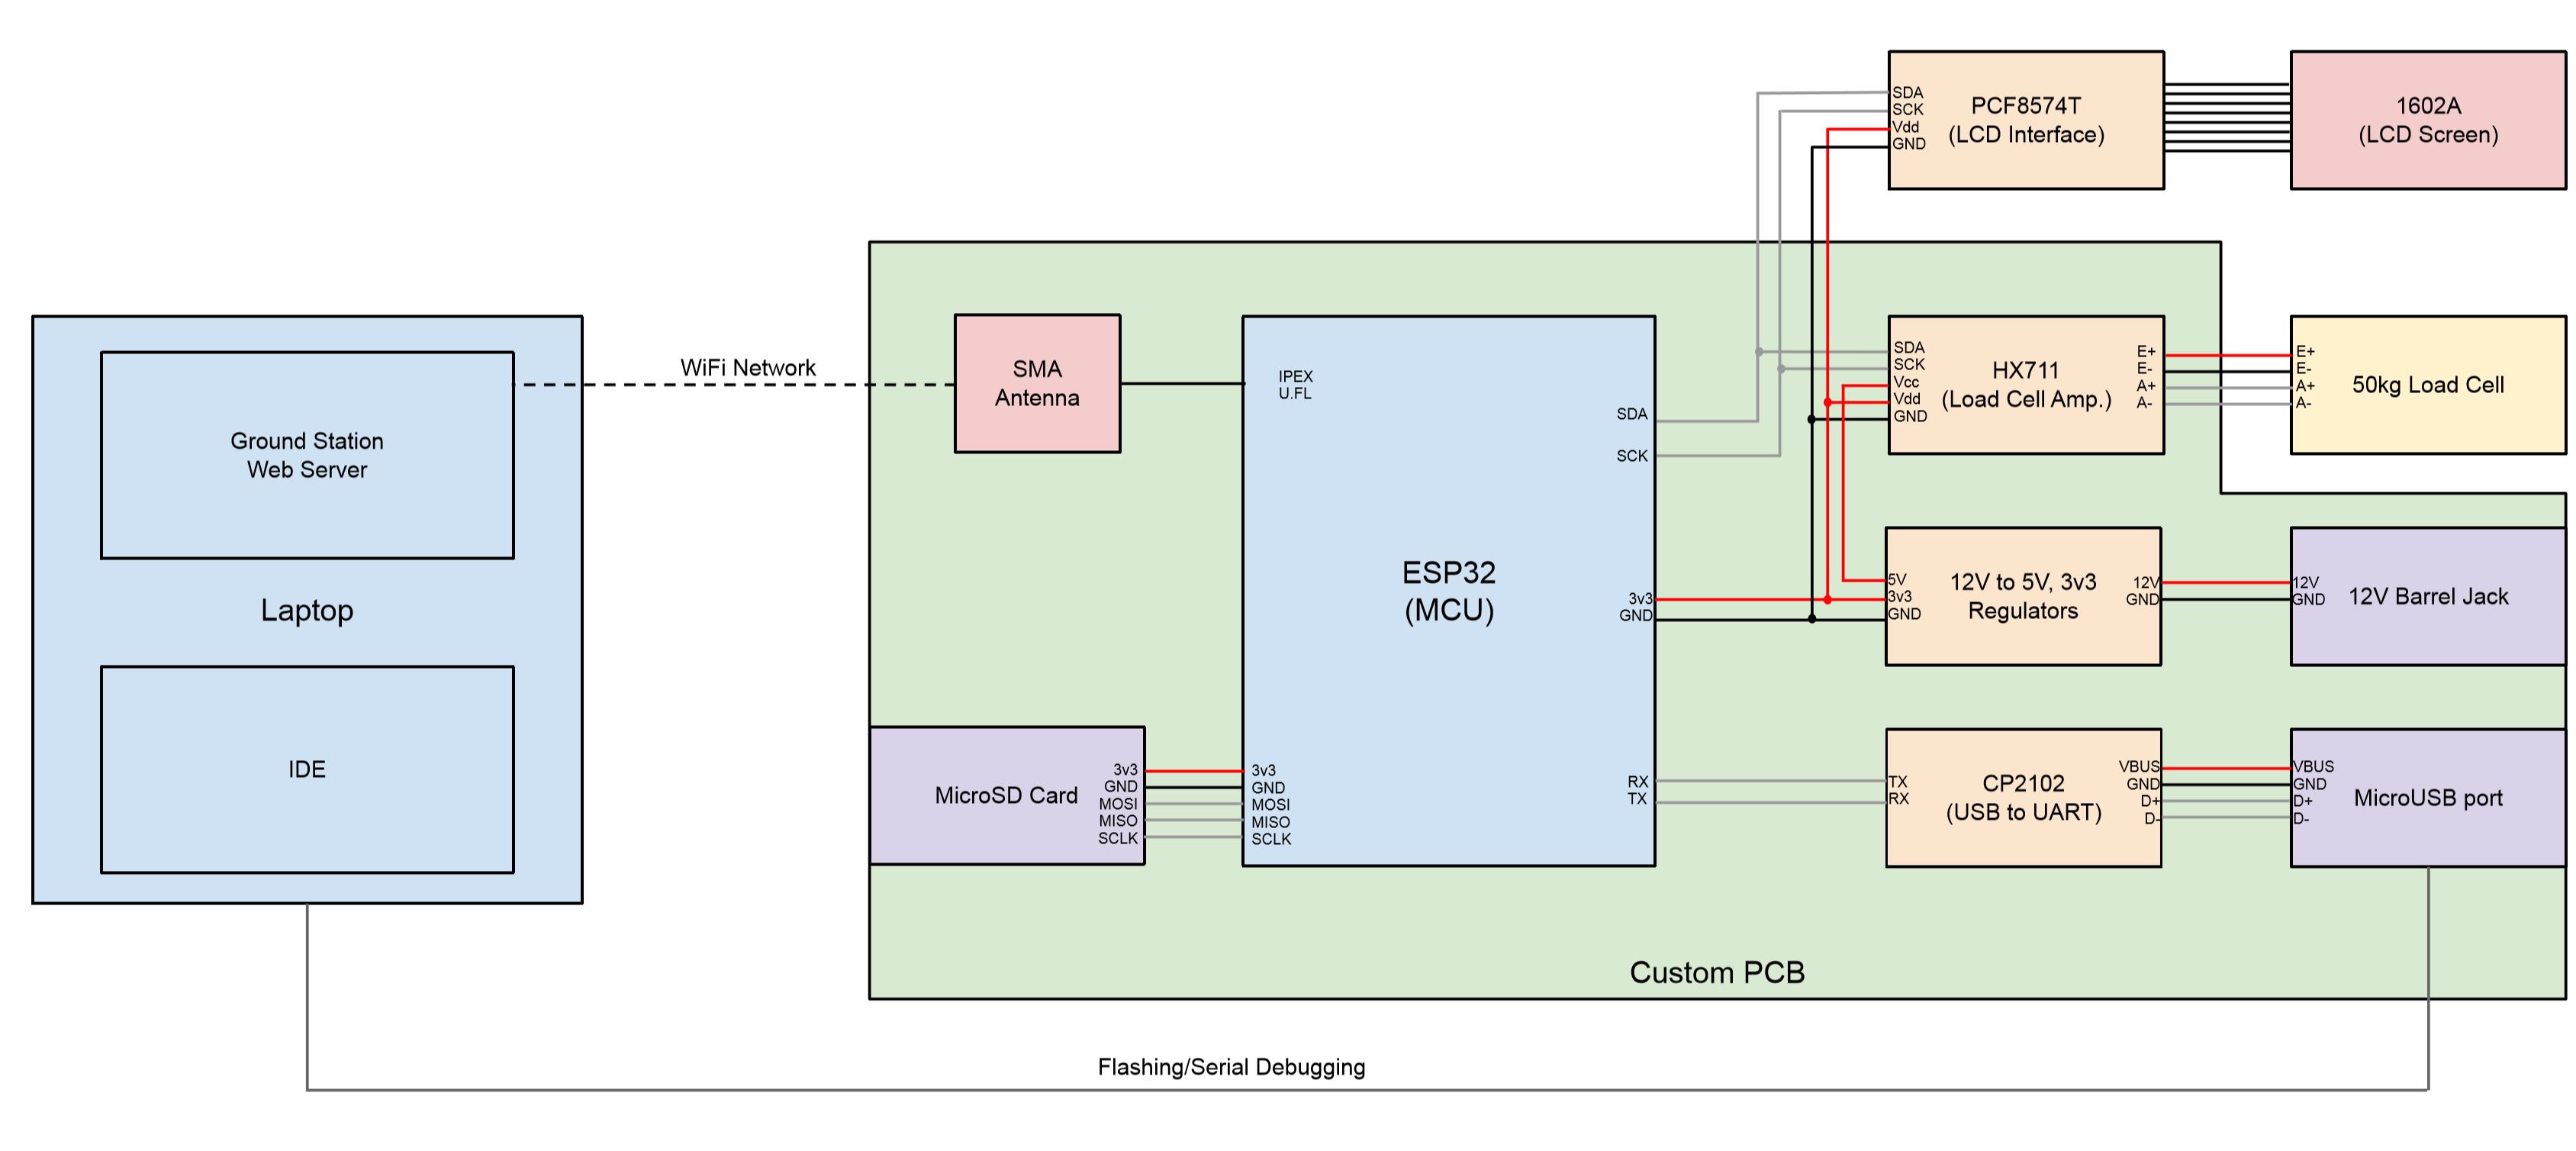 SDA
SCK
Vdd
GND
PCF8574T
(LCD Interface)
1602A
(LCD Screen)
WiFi Network
SMA
Antenna
IPEX
U.FL
SDA
SCK
SDA
SCK
Vcc
Vdd
GND
HX711
(Load Cell Amp.)
E+
E-
A+
A-
E+
E-
A+
A-
50kg Load Cell
Ground Station
Web Server
Laptop
IDE
ESP32
(MCU)
3v3
GND
5V
3v3
GND
12V to 5V, 3v3
Regulators
12V
GND
12V
GND
12V Barrel Jack
MicroSD Card
3v3
GND
MOSI
MISO
SCLK
3v3
GND
MOSI
MISO
SCLK
RX
TX
TX
RX
CP2102
(USB to UART)
VBUS
GND
D+
D-
VBUS
GND
D+
D-
MicroUSB port
Custom PCB
Flashing/Serial Debugging